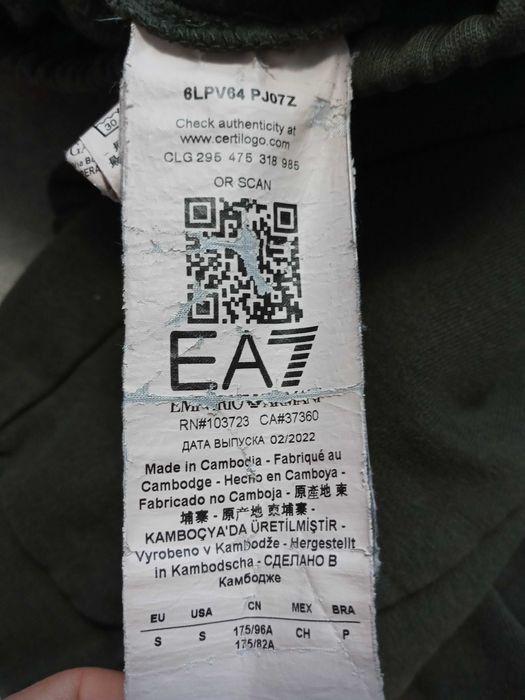 6LPV64 PJ07Z
Check authenticity at
www.certilogo.com
CLG 295 475 318 985
OR SCAN
EA7
EMPORIO ARMANI
RN#103723 CA#37360
ДАТА ВЫПУСКА 02/2022
Made in Cambodia - Fabriqué au
Cambodge - Hecho en Camboya -
Fabricado no Camboja - 原產地 柬
埔寨 - 原产地 柬埔寨 -
KAMBOÇYA'DA ÜRETİLMİŞTİR -
Vyrobeno v Kambodže - Hergestellt
in Kambodscha - СДЕЛАНО В
Камбодже
EU USA CN MEX BRA
S S 175/96A CH P
175/82A
30